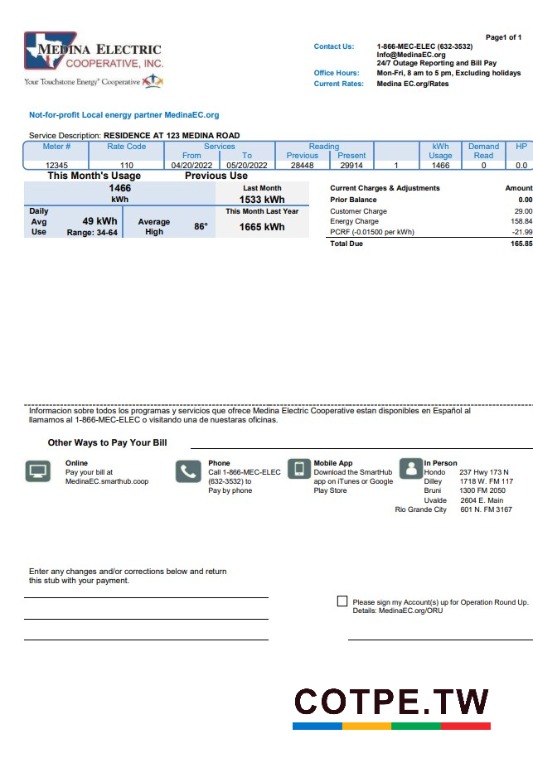 Page1 of 1
MEDINA ELECTRIC
COOPERATIVE, INC.
Your Touchstone Energy® Cooperative
Contact Us: 1-866-MEC-ELEC (632-3532)
Info@MedinaEC.org
24/7 Outage Reporting and Bill Pay
Office Hours: Mon-Fri, 8 am to 5 pm, Excluding holidays
Current Rates: Medina EC.org/Rates
Not-for-profit Local energy partner MedinaEC.org
Service Description: RESIDENCE AT 123 MEDINA ROAD
Meter # Rate Code Services Reading kWh Demand HP
From To Previous Present Usage Read
12345 110 04/20/2022 05/20/2022 28448 29914 1 1466 0 0.0
This Month's Usage Previous Use
1466 Last Month
kWh 1533 kWh
Daily This Month Last Year
Avg 49 kWh Average 86° 1665 kWh
Use Range: 34-64 High
Current Charges & Adjustments Amount
Prior Balance 0.00
Customer Charge 29.00
Energy Charge 158.84
PCRF (-0.01500 per kWh) -21.99
Total Due 165.85
Informacion sobre todos los programas y servicios que ofrece Medina Electric Cooperative estan disponibles en Español al
llamarnos al 1-866-MEC-ELEC o visitando una de nuestaras oficinas.
Other Ways to Pay Your Bill
Online
Pay your bill at
MedinaEC.smarthub.coop
Phone
Call 1-866-MEC-ELEC
(632-3532) to
Pay by phone
Mobile App
Download the SmartHub
app on iTunes or Google
Play Store
In Person
Hondo 237 Hwy 173 N
Dilley 1718 W. FM 117
Bruni 1300 FM 2050
Uvalde 2604 E. Main
Rio Grande City 601 N. FM 3167
Enter any changes and/or corrections below and return
this stub with your payment.
Please sign my Account(s) up for Operation Round Up.
Details: MedinaEC.org/ORU
COTPE.TW